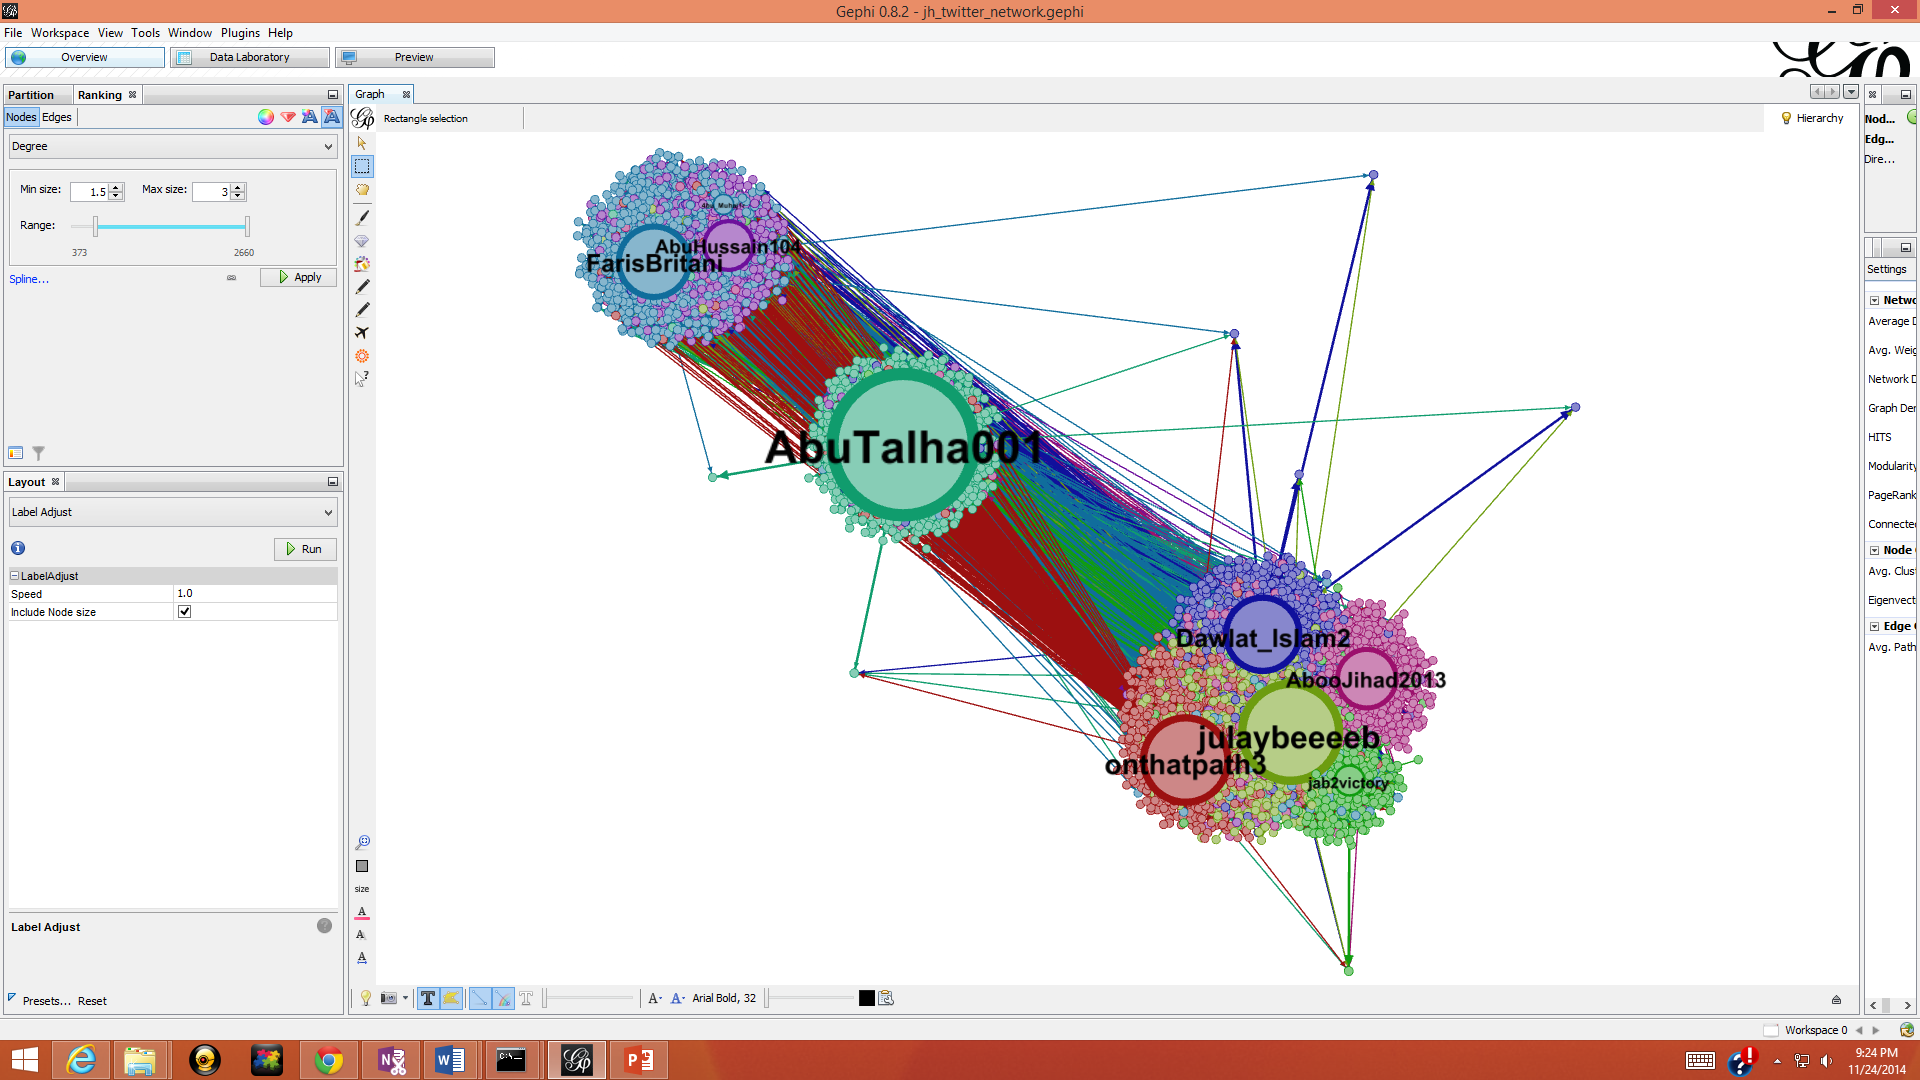 Gephi 0.8.2 - jh_twitter_network.gephi
File Workspace View Tools Window Plugins Help
Overview Data Laboratory Preview
Partition Ranking
Nodes Edges
Degree
Min size: 1.5 Max size: 3
Range:
373 2660
Spline... Apply
Layout
Label Adjust
Run
LabelAdjust
Speed 1.0
Include Node size
Label Adjust
Presets... Reset
Graph
Rectangle selection
Hierarchy
AbuHussain104
FarisBritani
AbuTalha001
Dawlat_Islam2
AbooJihad2013
julaybeeeeb
onthatpath3
jab2victory
size
Arial Bold, 32
Nod...
Edg...
Dire...
Settings
Netwo
Average D
Avg. Weig
Network D
Graph Den
HITS
Modularity
PageRank
Connected
Node
Avg. Clus
Eigenvect
Edge
Avg. Path
Workspace 0
9:24 PM
11/24/2014